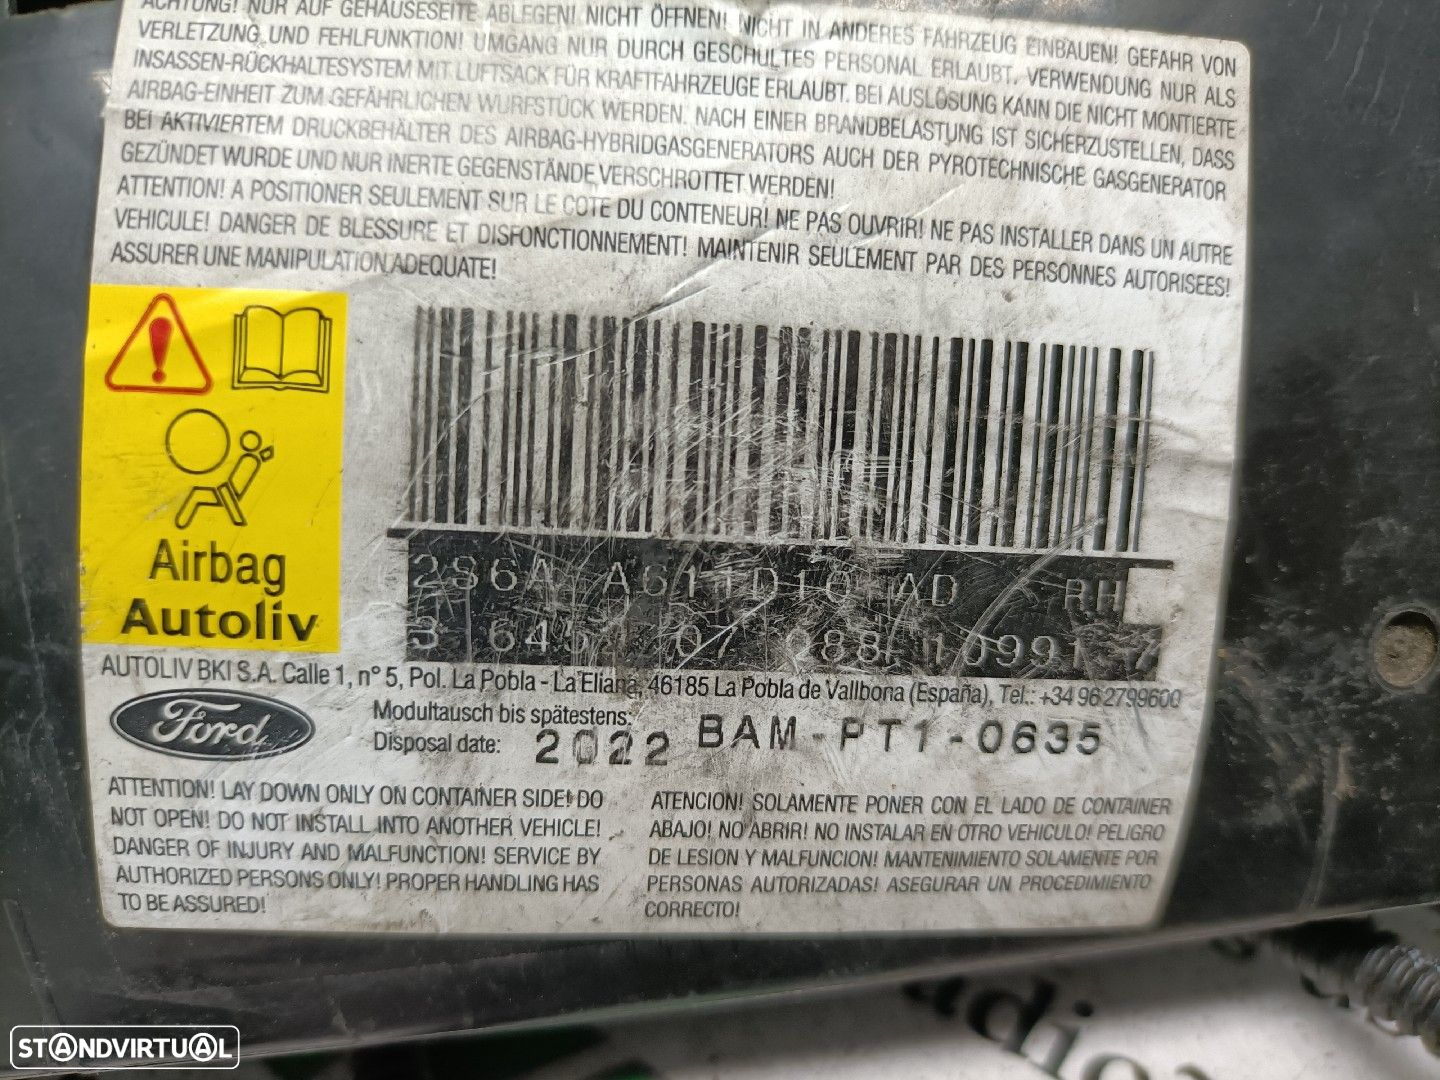 ACHTUNG! NUR AUF GEHÄUSESEITE ABLEGEN! NICHT ÖFFNEN! NICHT IN ANDERES FAHRZEUG EINBAUEN! GEFAHR VON
VERLETZUNG UND FEHLFUNKTION! UMGANG NUR DURCH GESCHULTES PERSONAL ERLAUBT, VERWENDUNG NUR ALS
INSASSEN-RÜCKHALTESYSTEM MIT LUFTSACK FÜR KRAFTFAHRZEUGE ERLAUBT. BEI AUSLÖSUNG KANN DIE NICHT MONTIERTE
AIRBAG-EINHEIT ZUM GEFÄHRLICHEN WURFSTÜCK WERDEN. NACH EINER BRANDBELASTUNG IST SICHERZUSTELLEN, DASS
BEI AKTIVIERTEM DRUCKBEHÄLTER DES AIRBAG-HYBRIDGASGENERATORS AUCH DER PYROTECHNISCHE GASGENERATOR
GEZÜNDET WURDE UND NUR INERTE GEGENSTÄNDE VERSCHROTTET WERDEN!
ATTENTION! A POSITIONER SEULEMENT SUR LE COTE DU CONTENEUR! NE PAS OUVRIR! NE PAS INSTALLER DANS UN AUTRE
VEHICULE! DANGER DE BLESSURE ET DISFONCTIONNEMENT! MAINTENIR SEULEMENT PAR DES PERSONNES AUTORISEES!
ASSURER UNE MANIPULATION ADEQUATE!
Airbag
Autoliv
2S6A A611D10 AD RH
3 645 07 088 10991 7
AUTOLIV BKI S.A. Calle 1, nº 5, Pol. La Pobla - La Eliana, 46185 La Pobla de Vallbona (España), Tel.: +34 96 2799600
Ford
Modultausch bis spätestens:
Disposal date: 2022 BAM-PT1-0635
ATTENTION! LAY DOWN ONLY ON CONTAINER SIDE! DO
NOT OPEN! DO NOT INSTALL INTO ANOTHER VEHICLE!
DANGER OF INJURY AND MALFUNCTION! SERVICE BY
AUTHORIZED PERSONS ONLY! PROPER HANDLING HAS
TO BE ASSURED!
ATENCION! SOLAMENTE PONER CON EL LADO DE CONTAINER
ABAJO! NO ABRIR! NO INSTALAR EN OTRO VEHICULO! PELIGRO
DE LESION Y MALFUNCION! MANTENIMIENTO SOLAMENTE POR
PERSONAS AUTORIZADAS! ASEGURAR UN PROCEDIMIENTO
CORRECTO!
STANDVIRTUAL